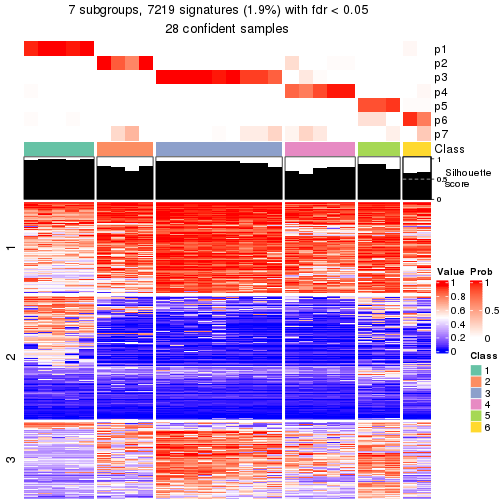 7 subgroups, 7219 signatures (1.9%) with fdr < 0.05
28 confident samples
p1
p2
p3
p4
p5
p6
p7
Class
1
0.5
0
Silhouette
score
1
2
3
Value
1
0.8
0.6
0.4
0.2
0
Prob
1
0.5
0
Class
1
2
3
4
5
6